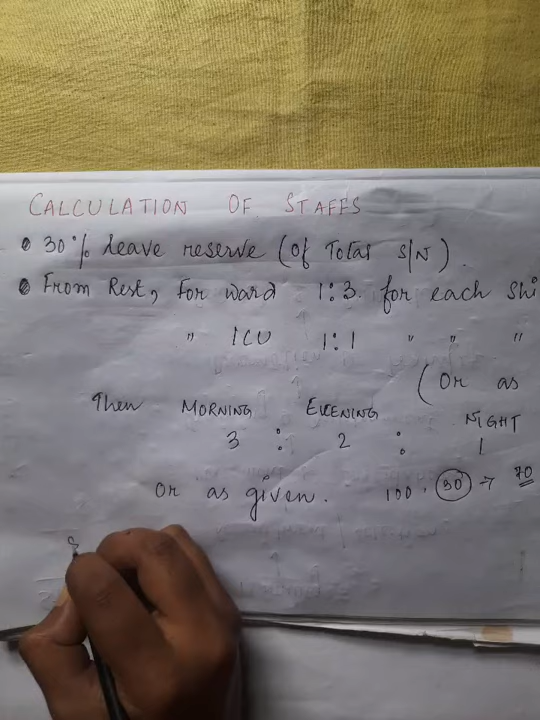 CALCULATION OF STAFFS
• 30% leave reserve (Of Total S/N).
• From Rest, For ward 1:3. for each Shi
" ICU 1:1 " " "
(Or as
Then MORNING EVENING NIGHT
3 : 2 : 1
Or as given. 100. 30 → 70